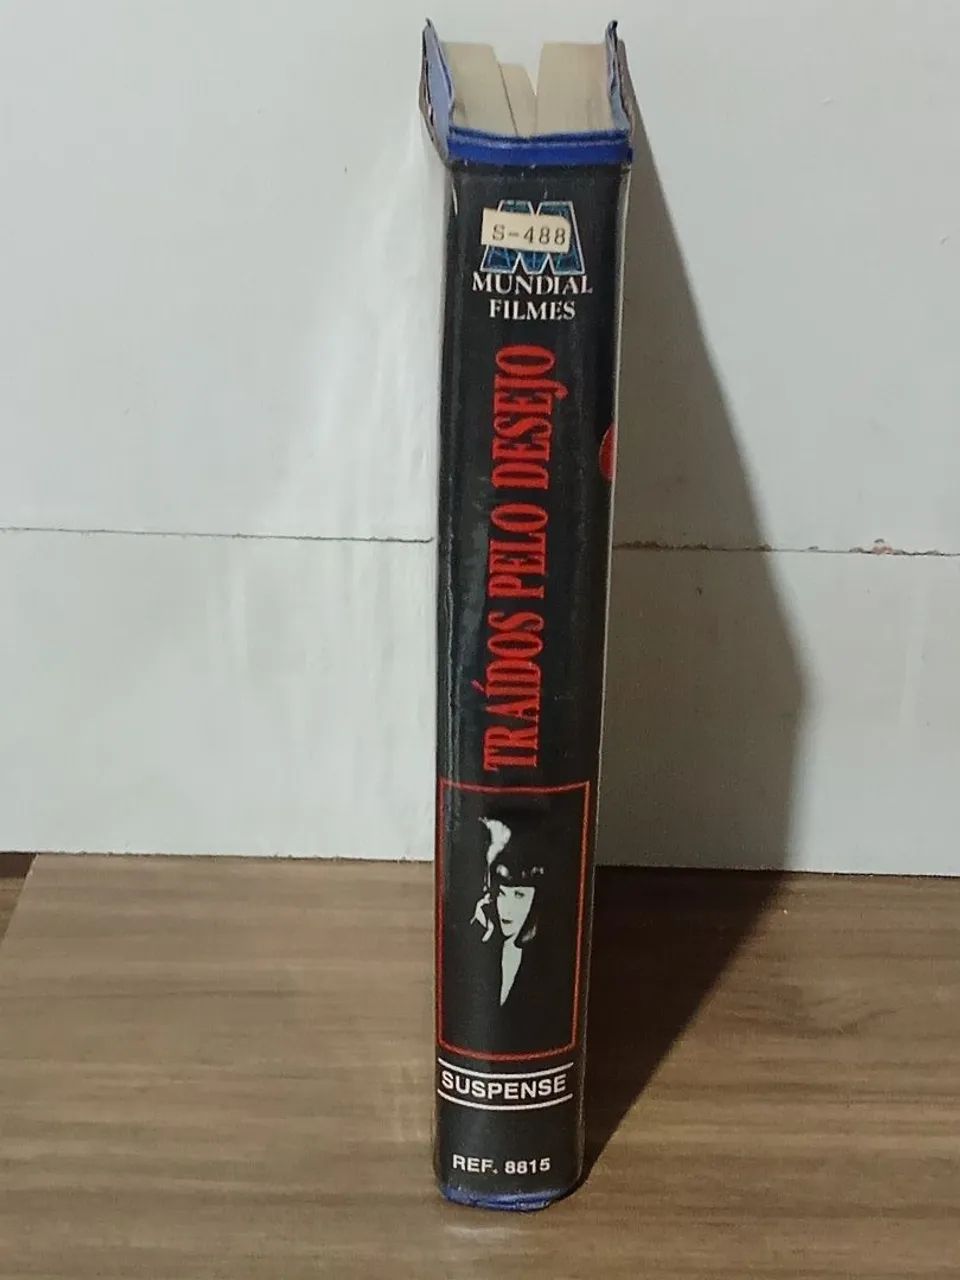 S-488
MUNDIAL
FILMES
TRAÍDOS PELO DESEJO
SUSPENSE
REF. 8815